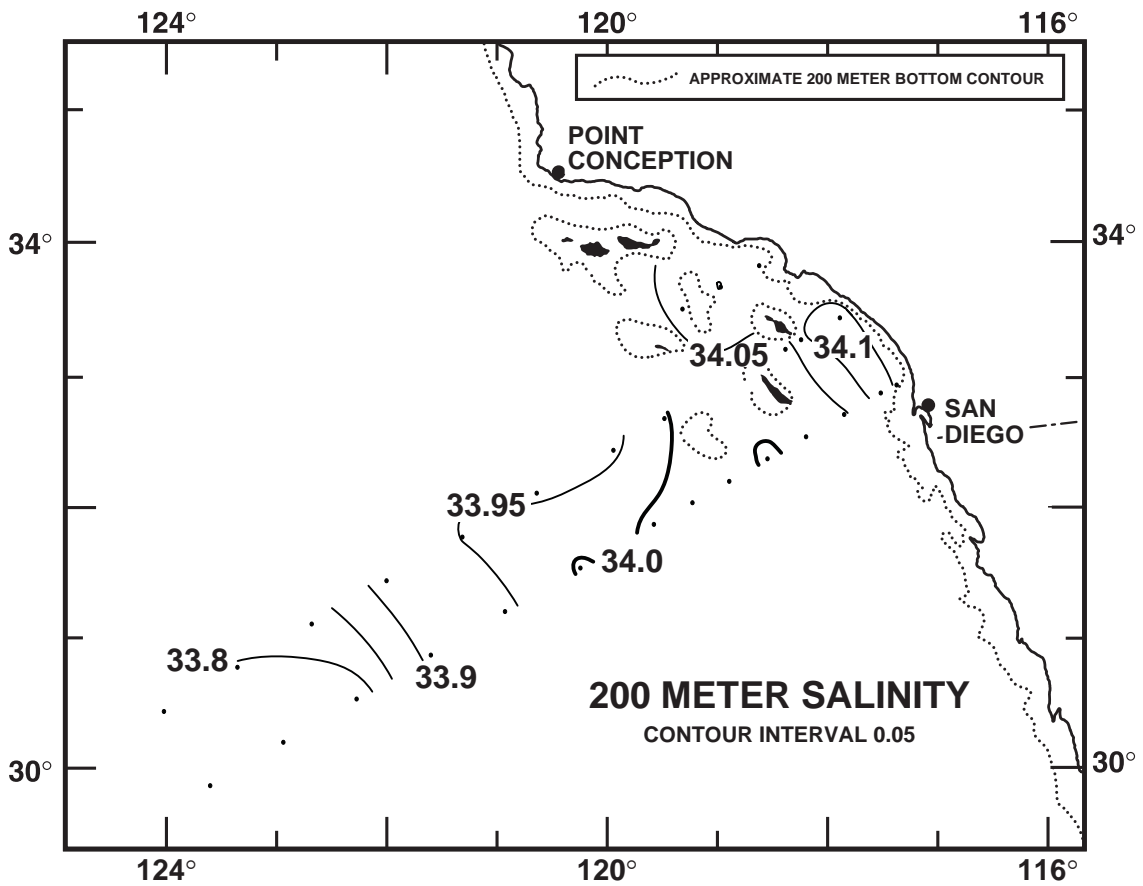 124° 120° 116°
APPROXIMATE 200 METER BOTTOM CONTOUR
POINT
CONCEPTION
34° 34°
34.05 34.1
SAN
DIEGO
33.95
34.0
33.8
33.9
200 METER SALINITY
CONTOUR INTERVAL 0.05
30° 30°
124° 120° 116°